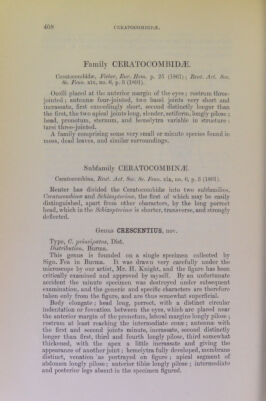 408 CERATOCOMBIDÆ.
Family CERATOCOMBIDÆ.
Ceratocombidæ, Fieber, Eur. Hem. p. 25 (1861); Reut. Act. Soc.
Sc. Fenn. xix, no. 6, p. 3 (1891).
Ocelli placed at the anterior margin of the eyes; rostrum three-
jointed; antennæ four-jointed, two basal joints very short and
incrassate, first exceedingly short, second distinctly longer than
the first, the two apical joints long, slender, setiform, longly pilose;
head, pronotum, sternum, and hemelytra variable in structure:
tarsi three-jointed.
A family comprising some very small or minute species found in
moss, dead leaves, and similar surroundings.
Subfamily CERATOCOMBINÆ.
Ceratocombina, Reut. Act. Soc. Sc. Fenn. xix, no. 6, p. 3 (1891).
Reuter has divided the Ceratocombidæ into two subfamilies,
Ceratocombinæ and Schizopterinæ, the first of which may be easily
distinguished, apart from other characters, by the long porrect
head, which in the Schizopterinæ is shorter, transverse, and strongly
deflected.
Genus CRESCENTIUS, nov.
Type, C. principatus, Dist.
Distribution. Burma.
This genus is founded on a single specimen collected by
Sign. Fea in Burma. It was drawn very carefully under the
microscope by our artist, Mr. H. Knight, and the figure has been
critically examined and approved by myself. By an unfortunate
accident the minute specimen was destroyed under subsequent
examination, and the generic and specific characters are therefore
taken only from the figure, and are thus somewhat superficial.
Body elongate; head long, porrect, with a distinct circular
indentation or foveation between the eyes, which are placed near
the anterior margin of the pronotum, lateral margins longly pilose;
rostrum at least reaching the intermediate coxæ; antennæ with
the first and second joints minute, incrassate, second distinctly
longer than first, third and fourth longly pilose, third somewhat
thickened, with the apex a little incrassate and giving the
appearance of another joint; hemelytra fully developed, membrane
distinct, venation as portrayed on figure; apical segment of
abdomen longly pilose; anterior tibiæ longly pilose; intermediate
and posterior legs absent in the specimen figured.